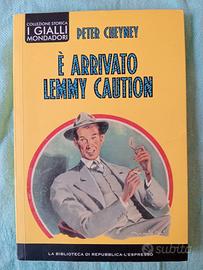 COLLEZIONE STORICA
I GIALLI
MONDADORI
PETER CHEYNEY
È ARRIVATO
LEMMY CAUTION
LA BIBLIOTECA DI REPUBBLICA-L'ESPRESSO
subito